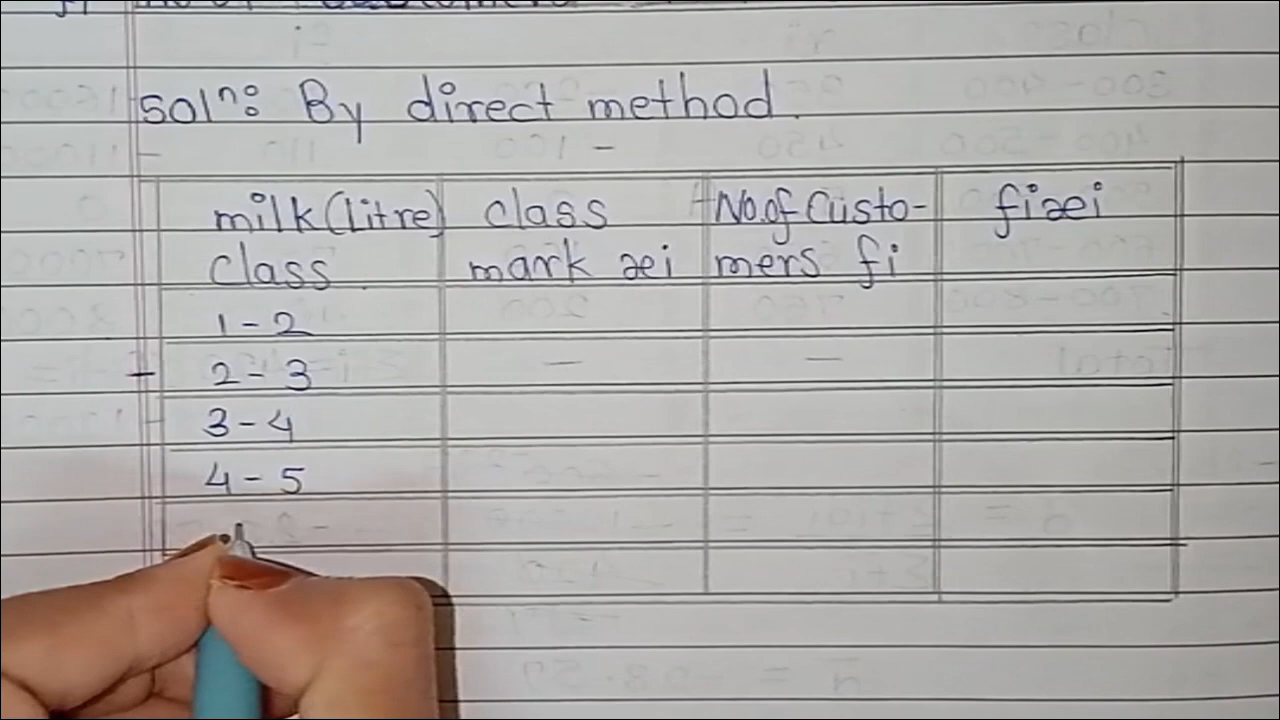 Solⁿ: By direct method.
milk (litre) class
class mark xi
No. of Custo-
mers fi
fixi
1 - 2
2 - 3
3 - 4
4 - 5